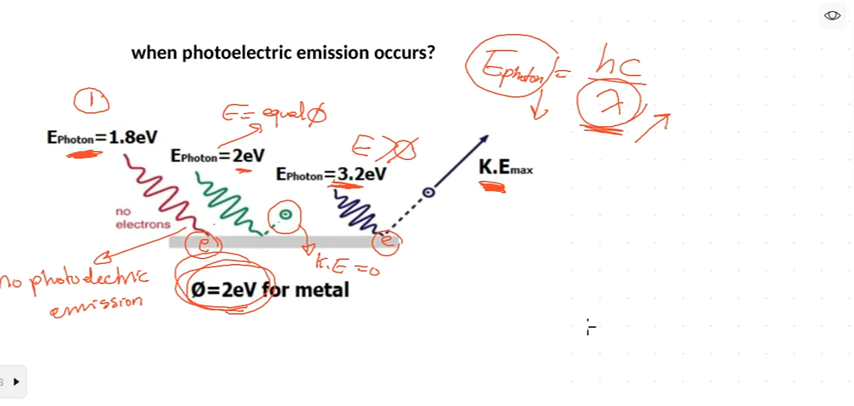 when photoelectric emission occurs?
Ephoton = hc
λ
1
E = equal Ø
EPhoton=1.8eV
E > Ø
EPhoton=2eV
EPhoton=3.2eV
K.Emax
no
electrons
e
e
K.E = 0
no photoelectric
emission
Ø=2eV for metal